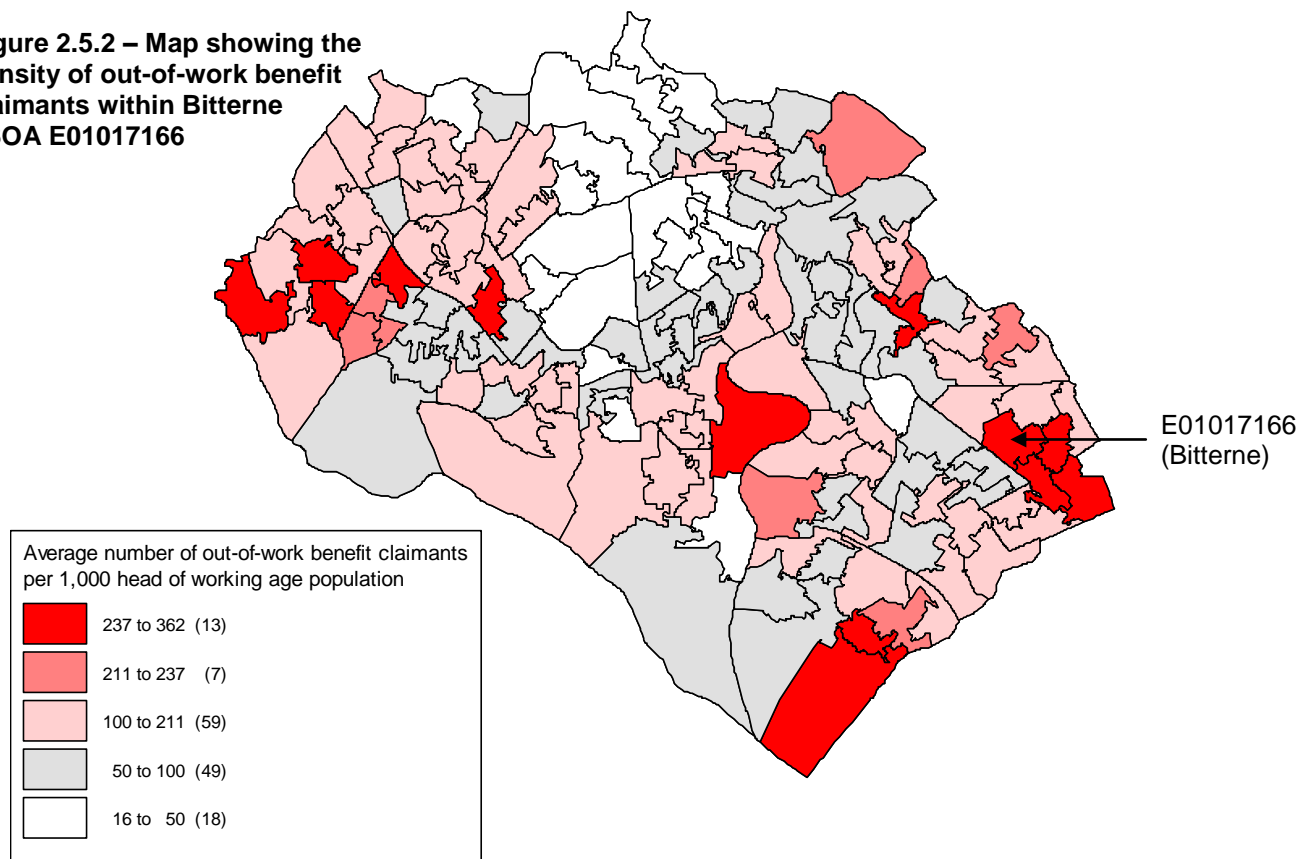 gure 2.5.2 – Map showing the
nsity of out-of-work benefit
aimants within Bitterne
OA E01017166
E01017166
(Bitterne)
Average number of out-of-work benefit claimants
per 1,000 head of working age population
237 to 362 (13)
211 to 237 (7)
100 to 211 (59)
50 to 100 (49)
16 to 50 (18)